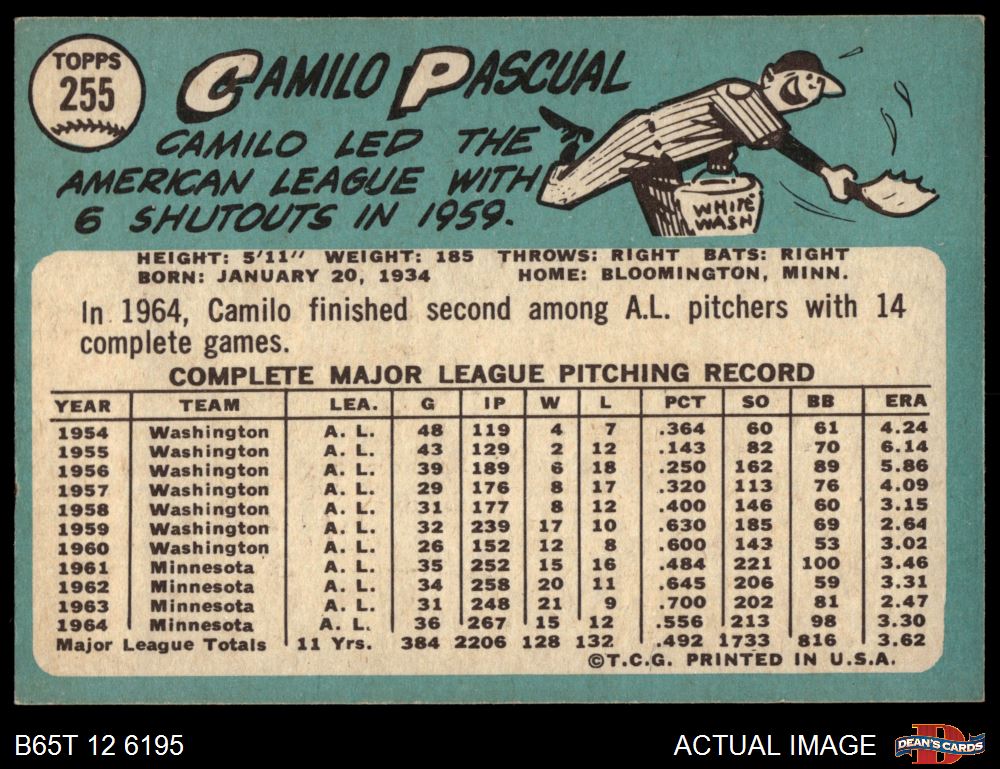 TOPPS
255
CAMILO PASCUAL
CAMILO LED THE
AMERICAN LEAGUE WITH
6 SHUTOUTS IN 1959.
WHITE
WASH
HEIGHT: 5'11" WEIGHT: 185 THROWS: RIGHT BATS: RIGHT
BORN: JANUARY 20, 1934 HOME: BLOOMINGTON, MINN.
In 1964, Camilo finished second among A.L. pitchers with 14
complete games.
COMPLETE MAJOR LEAGUE PITCHING RECORD
YEAR TEAM LEA. G IP W L PCT SO BB ERA
1954 Washington A. L. 48 119 4 7 .364 60 61 4.24
1955 Washington A. L. 43 129 2 12 .143 82 70 6.14
1956 Washington A. L. 39 189 6 18 .250 162 89 5.86
1957 Washington A. L. 29 176 8 17 .320 113 76 4.09
1958 Washington A. L. 31 177 8 12 .400 146 60 3.15
1959 Washington A. L. 32 239 17 10 .630 185 69 2.64
1960 Washington A. L. 26 152 12 8 .600 143 53 3.02
1961 Minnesota A. L. 35 252 15 16 .484 221 100 3.46
1962 Minnesota A. L. 34 258 20 11 .645 206 59 3.31
1963 Minnesota A. L. 31 248 21 9 .700 202 81 2.47
1964 Minnesota A. L. 36 267 15 12 .556 213 98 3.30
Major League Totals 11 Yrs. 384 2206 128 132 .492 1733 816 3.62
©T.C.G. PRINTED IN U.S.A.
B65T 12 6195 ACTUAL IMAGE
D
DEAN'S CARDS